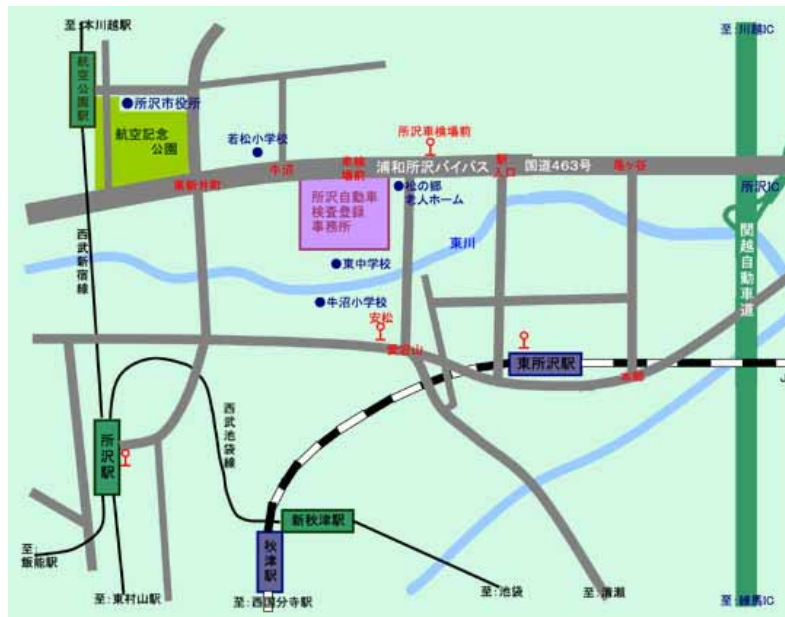 至:本川越駅
至:川越IC
航空公園駅
所沢市役所
航空記念
公園
若松小学校
所沢車検場前
牛沼
車検
場前
浦和所沢バイパス
国道463号
駅
入口
亀ヶ谷
東新井町
松の郷
老人ホーム
所沢IC
所沢自動車
検査登録
事務所
東川
西武新宿線
関越自動車道
東中学校
牛沼小学校
安松
東所沢駅
本郷
西武池袋線
所沢駅
新秋津駅
秋津駅
至:
飯能駅
至:東村山駅
至:西国分寺駅
至:池袋
至:清瀬
至:練馬IC